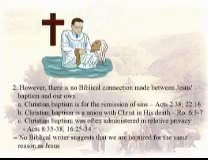 2. However, there is no Biblical connection made between Jesus'
baptism and our own:
a. Christian baptism is for the remission of sins - Acts 2:38; 22:16
b. Christian baptism is a union with Christ in His death - Ro. 6:3-7
c. Christian baptism was often administered in relative privacy
- Acts 8:35-38; 16:25-34
-- No Biblical writer suggests that we are baptized for the same
reason as Jesus